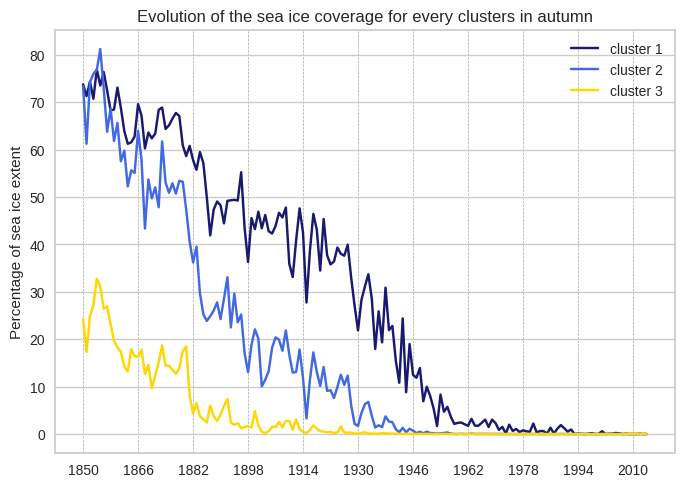 Evolution of the sea ice coverage for every clusters in autumn
cluster 1
cluster 2
cluster 3
Percentage of sea ice extent
80
70
60
50
40
30
20
10
0
1850 1866 1882 1898 1914 1930 1946 1962 1978 1994 2010